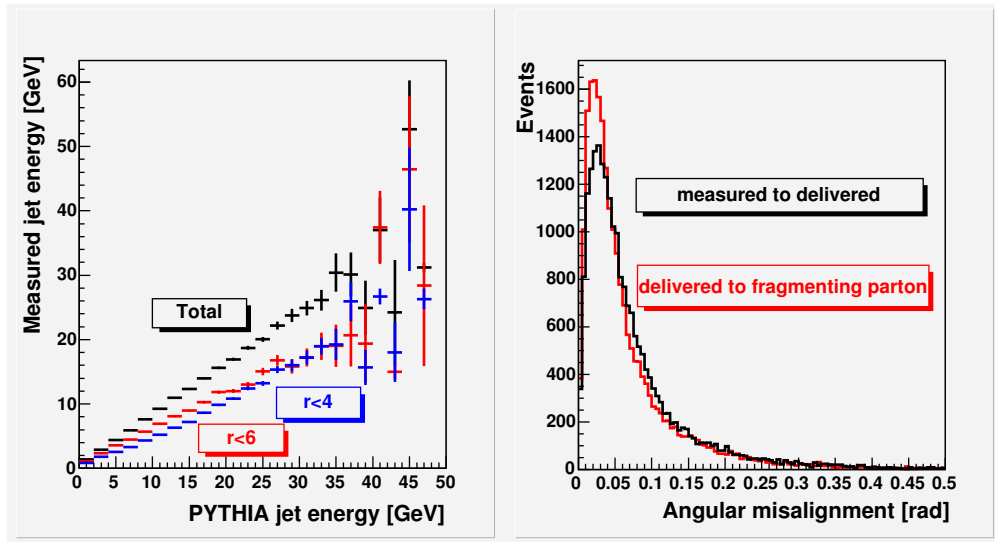 Measured jet energy [GeV]
60
50
40
30
20
10
0
Total
r<4
r<6
0 5 10 15 20 25 30 35 40 45 50
PYTHIA jet energy [GeV]
Events
1600
1400
1200
1000
800
600
400
200
0
measured to delivered
delivered to fragmenting parton
0 0.05 0.1 0.15 0.2 0.25 0.3 0.35 0.4 0.45 0.5
Angular misalignment [rad]